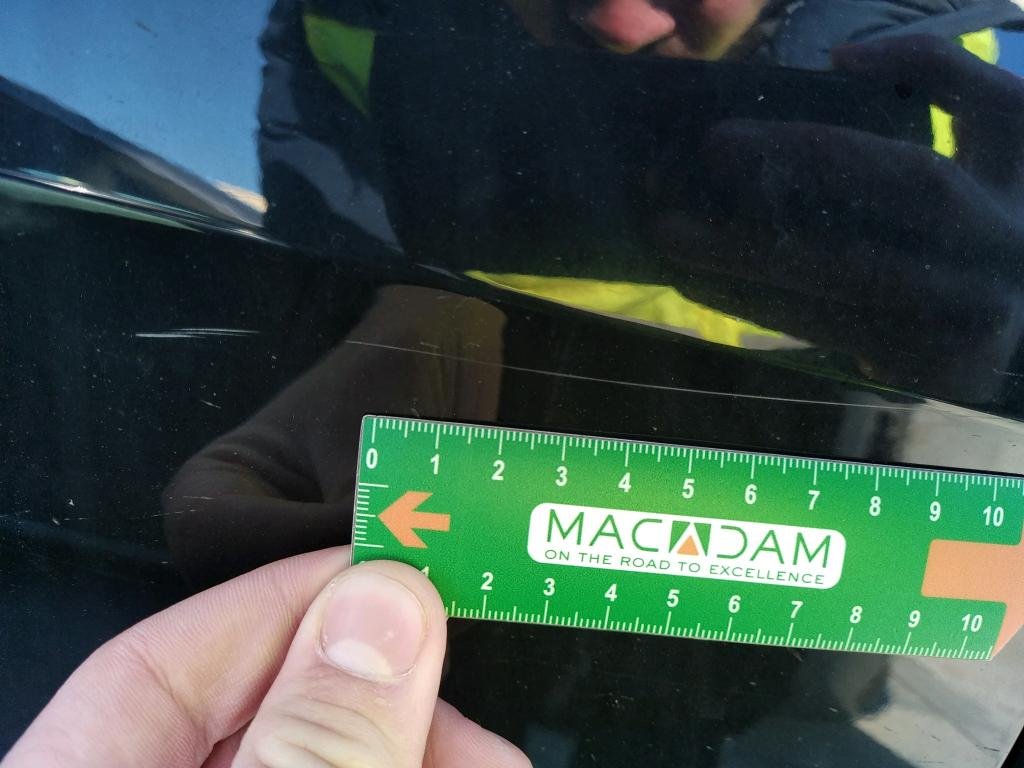 0 1 2 3 4 5 6 7 8 9 10
MACADAM
ON THE ROAD TO EXCELLENCE
1 2 3 4 5 6 7 8 9 10